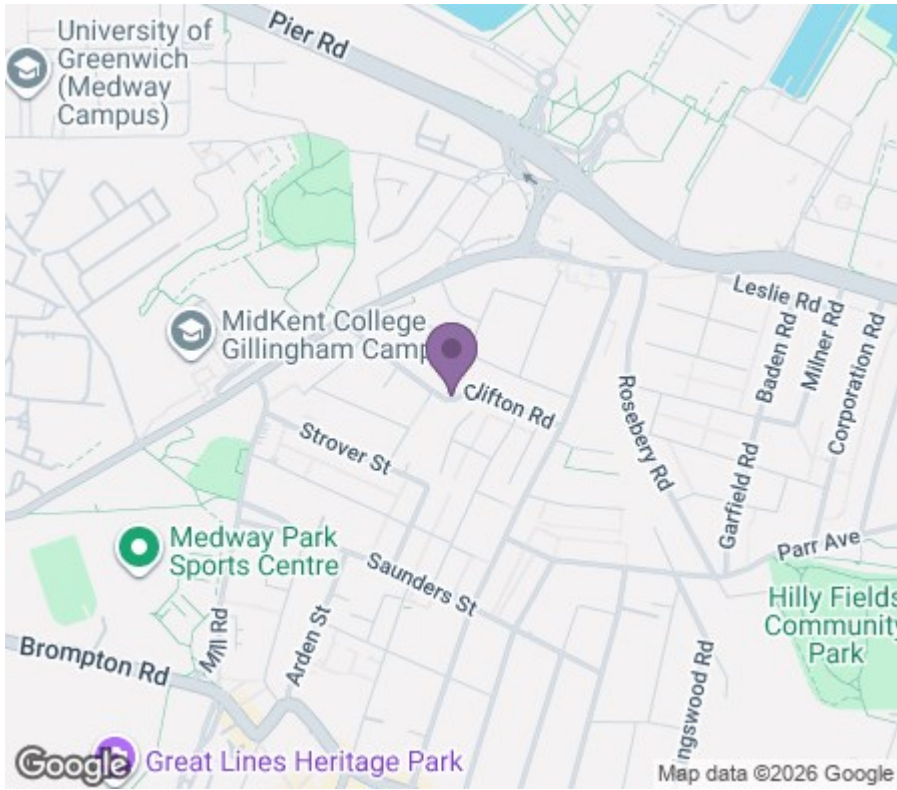 University of
Greenwich
(Medway
Campus)
Pier Rd
Leslie Rd
Baden Rd
Milner Rd
Corporation Rd
MidKent College
Gillingham Camp
Clifton Rd
Rosebery Rd
Strover St
Garfield Rd
Medway Park
Sports Centre
Saunders St
Parr Ave
Arden St
Mill Rd
Hilly Fields
Community
Park
Brompton Rd
ingswood Rd
Great Lines Heritage Park
Google
Map data ©2026 Google